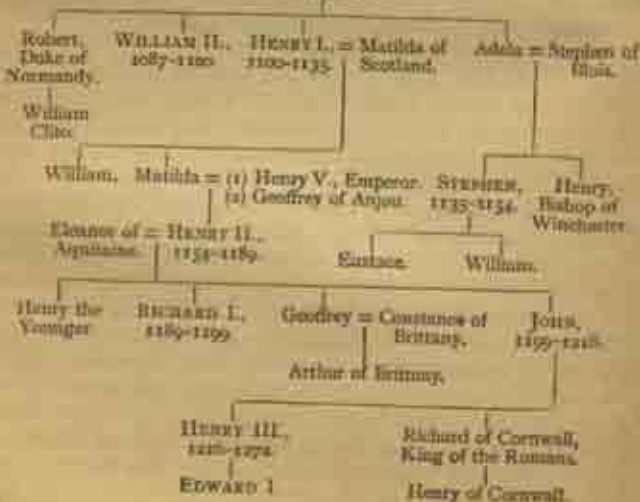 Robert, Duke of Normandy.
WILLIAM II., 1087-1100
HENRY I., 1100-1135. = Matilda of Scotland.
Adela = Stephen of Blois.
William Clito.
William. Matilda = (1) Henry V., Emperor.
(2) Geoffrey of Anjou.
STEPHEN, 1135-1154.
Henry, Bishop of Winchester.
Eleanor of Aquitaine. = HENRY II., 1154-1189.
Eustace. William.
Henry the Younger
RICHARD I., 1189-1199.
Geoffrey = Constance of Brittany.
JOHN, 1199-1216.
Arthur of Brittany.
HENRY III., 1216-1272.
Richard of Cornwall, King of the Romans.
EDWARD I
Henry of Cornwall